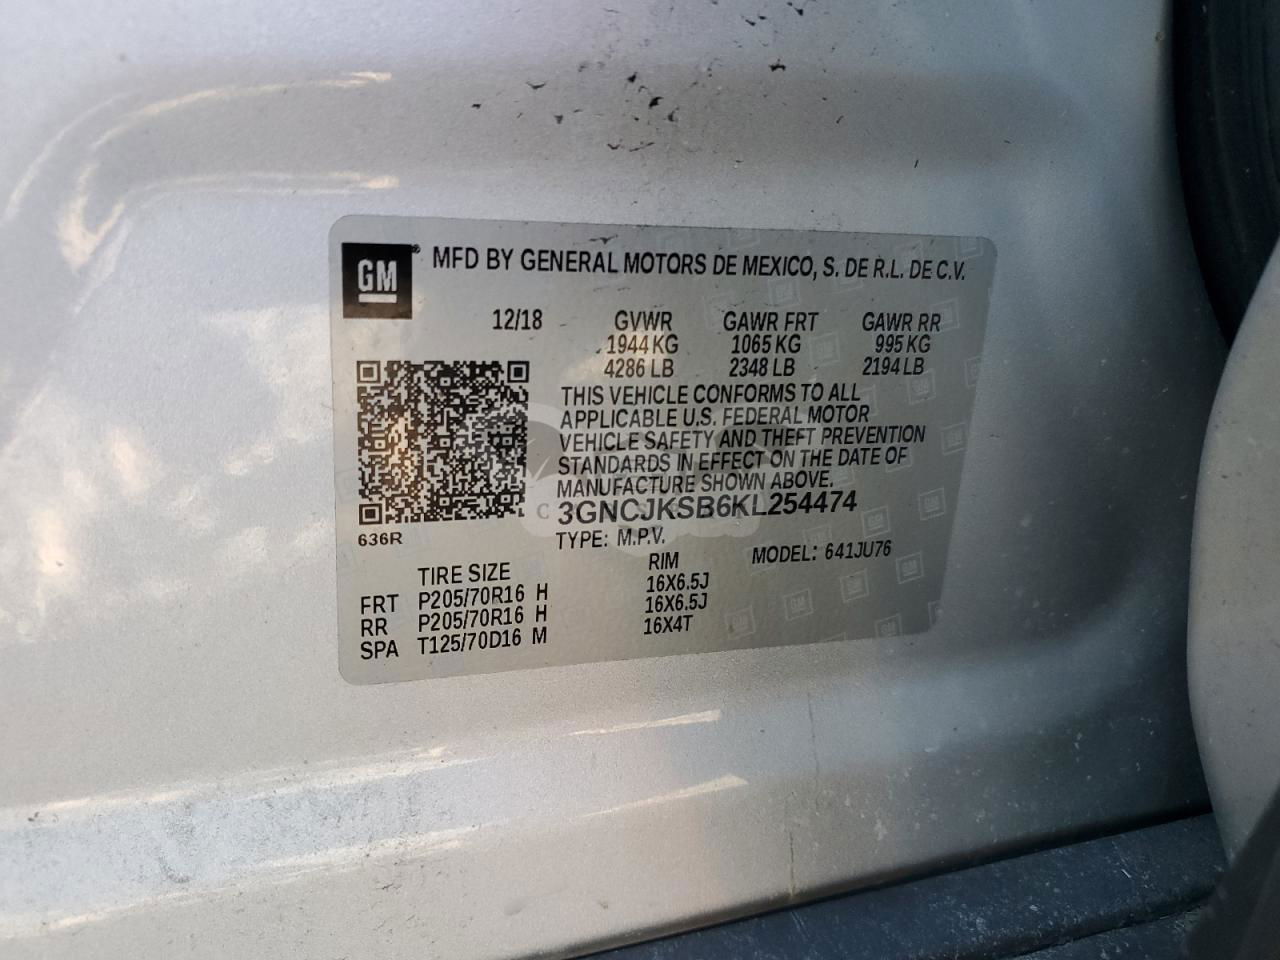 GM®
MFD BY GENERAL MOTORS DE MEXICO, S. DE R.L. DE C.V.
12/18 GVWR GAWR FRT GAWR RR
1944 KG 1065 KG 995 KG
4286 LB 2348 LB 2194 LB
THIS VEHICLE CONFORMS TO ALL
APPLICABLE U.S. FEDERAL MOTOR
VEHICLE SAFETY AND THEFT PREVENTION
STANDARDS IN EFFECT ON THE DATE OF
MANUFACTURE SHOWN ABOVE.
3GNCJKSB6KL254474
636R
TYPE: M.P.V. MODEL: 641JU76
TIRE SIZE RIM
FRT P205/70R16 H 16X6.5J
RR P205/70R16 H 16X6.5J
SPA T125/70D16 M 16X4T